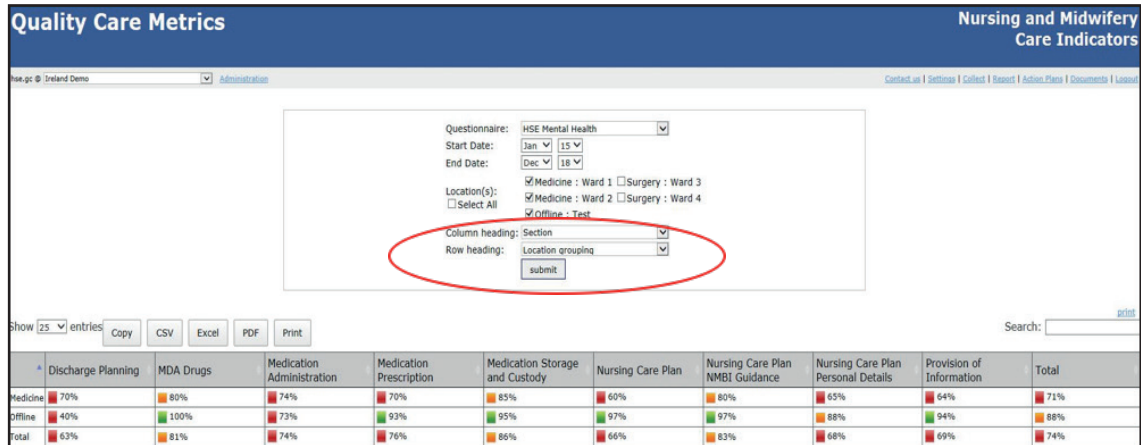 Quality Care Metrics
Nursing and Midwifery
Care Indicators
hse.gc @ Ireland Demo Administration
Contact us | Settings | Collect | Report | Action Plans | Documents | Logout
Questionnaire: HSE Mental Health
Start Date: Jan 15
End Date: Dec 18
Location(s):
Select All
Medicine : Ward 1 Surgery : Ward 3
Medicine : Ward 2 Surgery : Ward 4
Offline : Test
Column heading: Section
Row heading: Location grouping
submit
print
Show 25 entries Copy CSV Excel PDF Print Search:
Discharge Planning MDA Drugs Medication Administration Medication Prescription Medication Storage and Custody Nursing Care Plan Nursing Care Plan NMBI Guidance Nursing Care Plan Personal Details Provision of Information Total
Medicine 70% 80% 74% 70% 85% 60% 80% 65% 64% 71%
Offline 40% 100% 73% 93% 95% 97% 97% 88% 94% 88%
Total 63% 81% 74% 76% 86% 66% 83% 68% 69% 74%